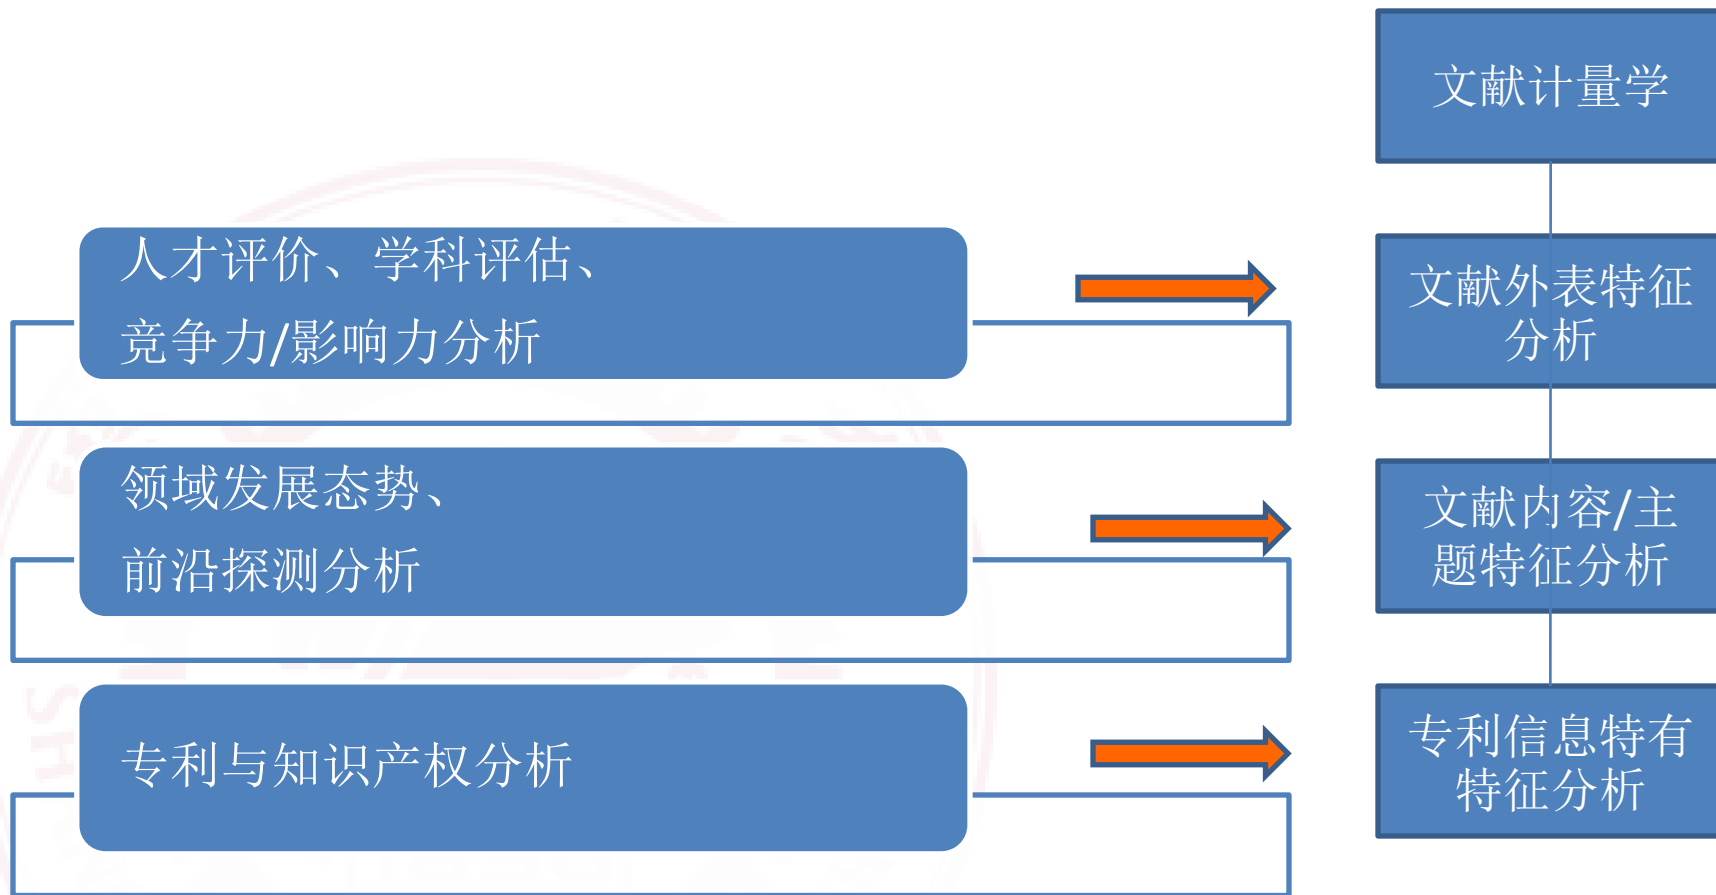 文献计量学
人才评价、学科评估、
竞争力/影响力分析
文献外表特征
分析
领域发展态势、
前沿探测分析
文献内容/主
题特征分析
专利与知识产权分析
专利信息特有
特征分析